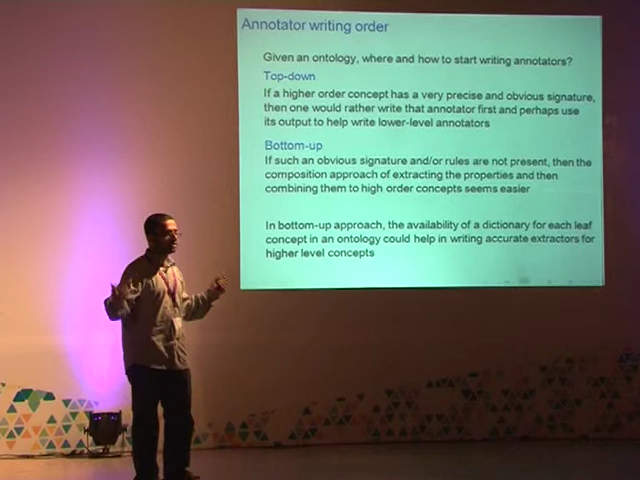 Annotator writing order
Given an ontology, where and how to start writing annotators?
Top-down
If a higher order concept has a very precise and obvious signature,
then one would rather write that annotator first and perhaps use
its output to help write lower-level annotators
Bottom-up
If such an obvious signature and/or rules are not present, then the
composition approach of extracting the properties and then
combining them to high order concepts seems easier
In bottom-up approach, the availability of a dictionary for each leaf
concept in an ontology could help in writing accurate extractors for
higher level concepts